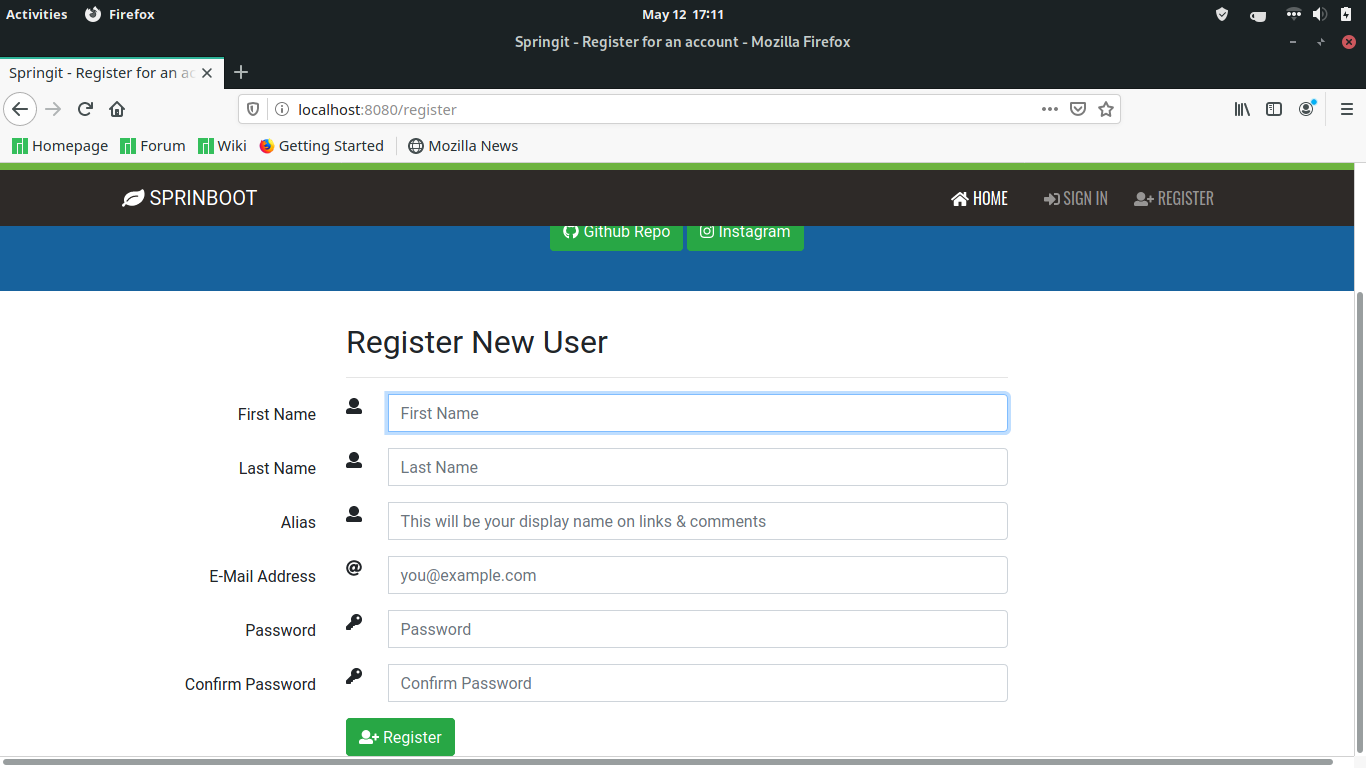 Activities Firefox May 12 17:11
Springit - Register for an account - Mozilla Firefox
Springit - Register for an ac
localhost:8080/register
Homepage Forum Wiki Getting Started Mozilla News
SPRINBOOT HOME SIGN IN REGISTER
Github Repo Instagram
Register New User
First Name First Name
Last Name Last Name
Alias This will be your display name on links & comments
E-Mail Address you@example.com
Password Password
Confirm Password Confirm Password
Register